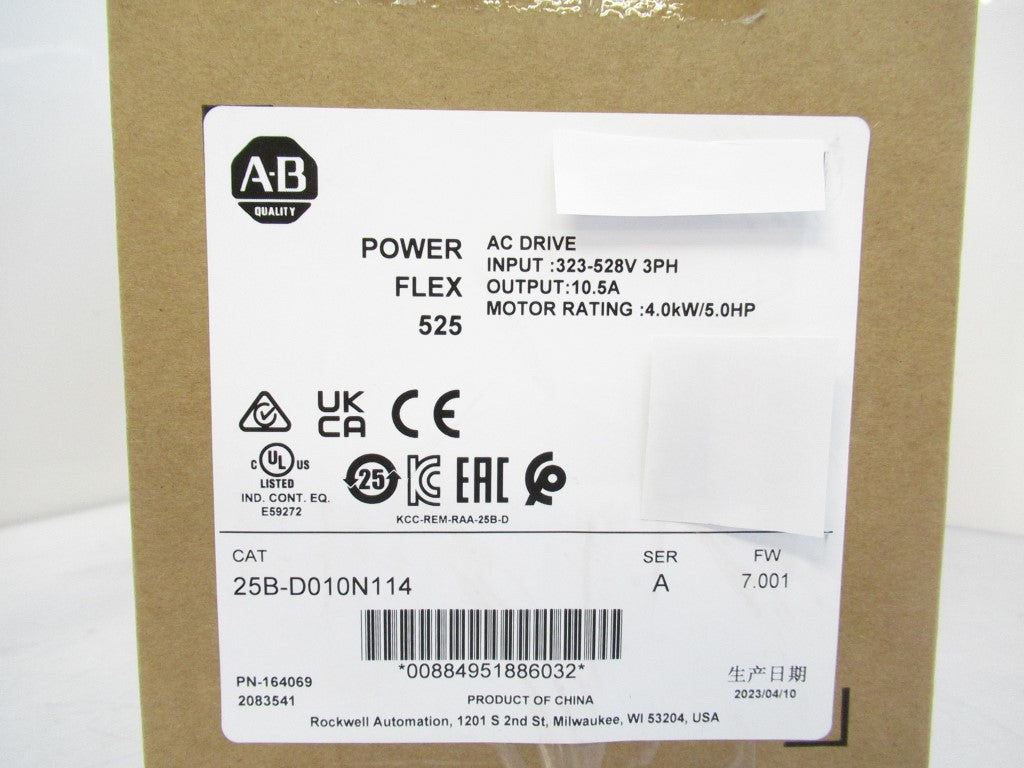 A-B
QUALITY
POWER
FLEX
525
AC DRIVE
INPUT :323-528V 3PH
OUTPUT:10.5A
MOTOR RATING :4.0kW/5.0HP
UK
CA
CE
C UL US
LISTED
IND. CONT. EQ.
E59272
25
KC
EAC
KCC-REM-RAA-25B-D
CAT
25B-D010N114
SER
A
FW
7.001
*00884951886032*
PN-164069
2083541
PRODUCT OF CHINA
Rockwell Automation, 1201 S 2nd St, Milwaukee, WI 53204, USA
生产日期
2023/04/10